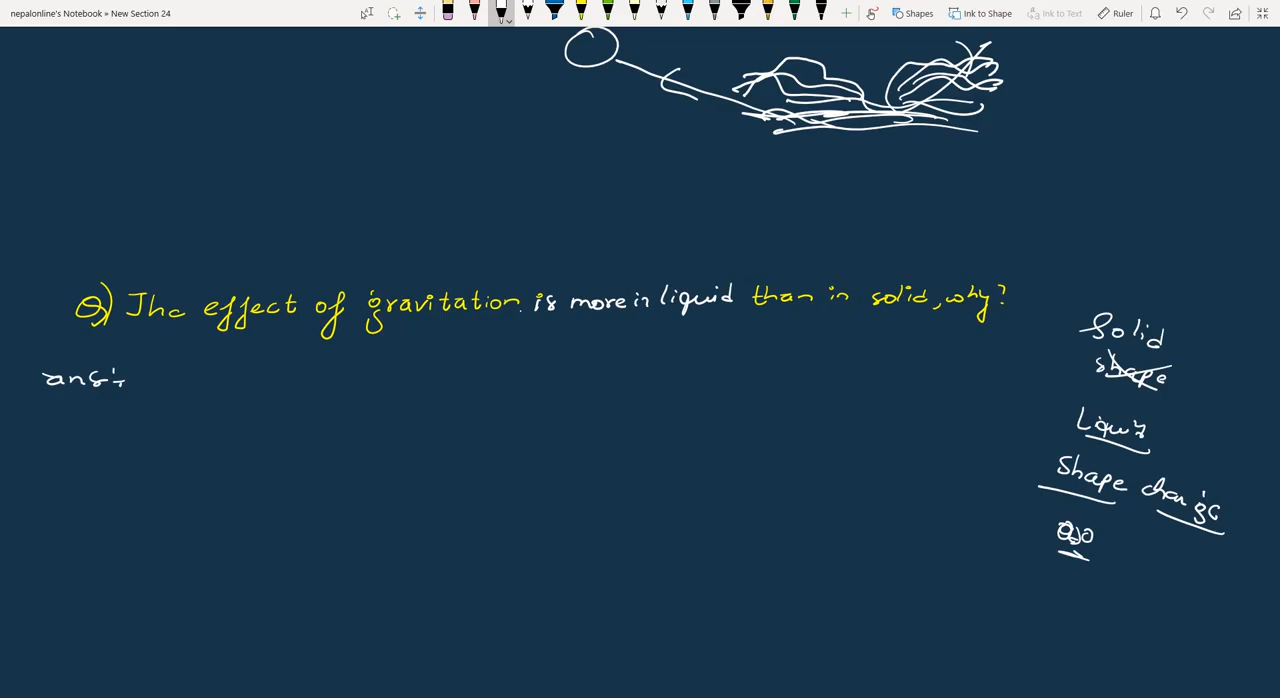 nepalonline's Notebook » New Section 24
Shapes
Ink to Shape
Ink to Text
Ruler
Q) The effect of gravitation is more in liquid than in solid, why?
ans:
Solid
shape
Liquid
Shape change